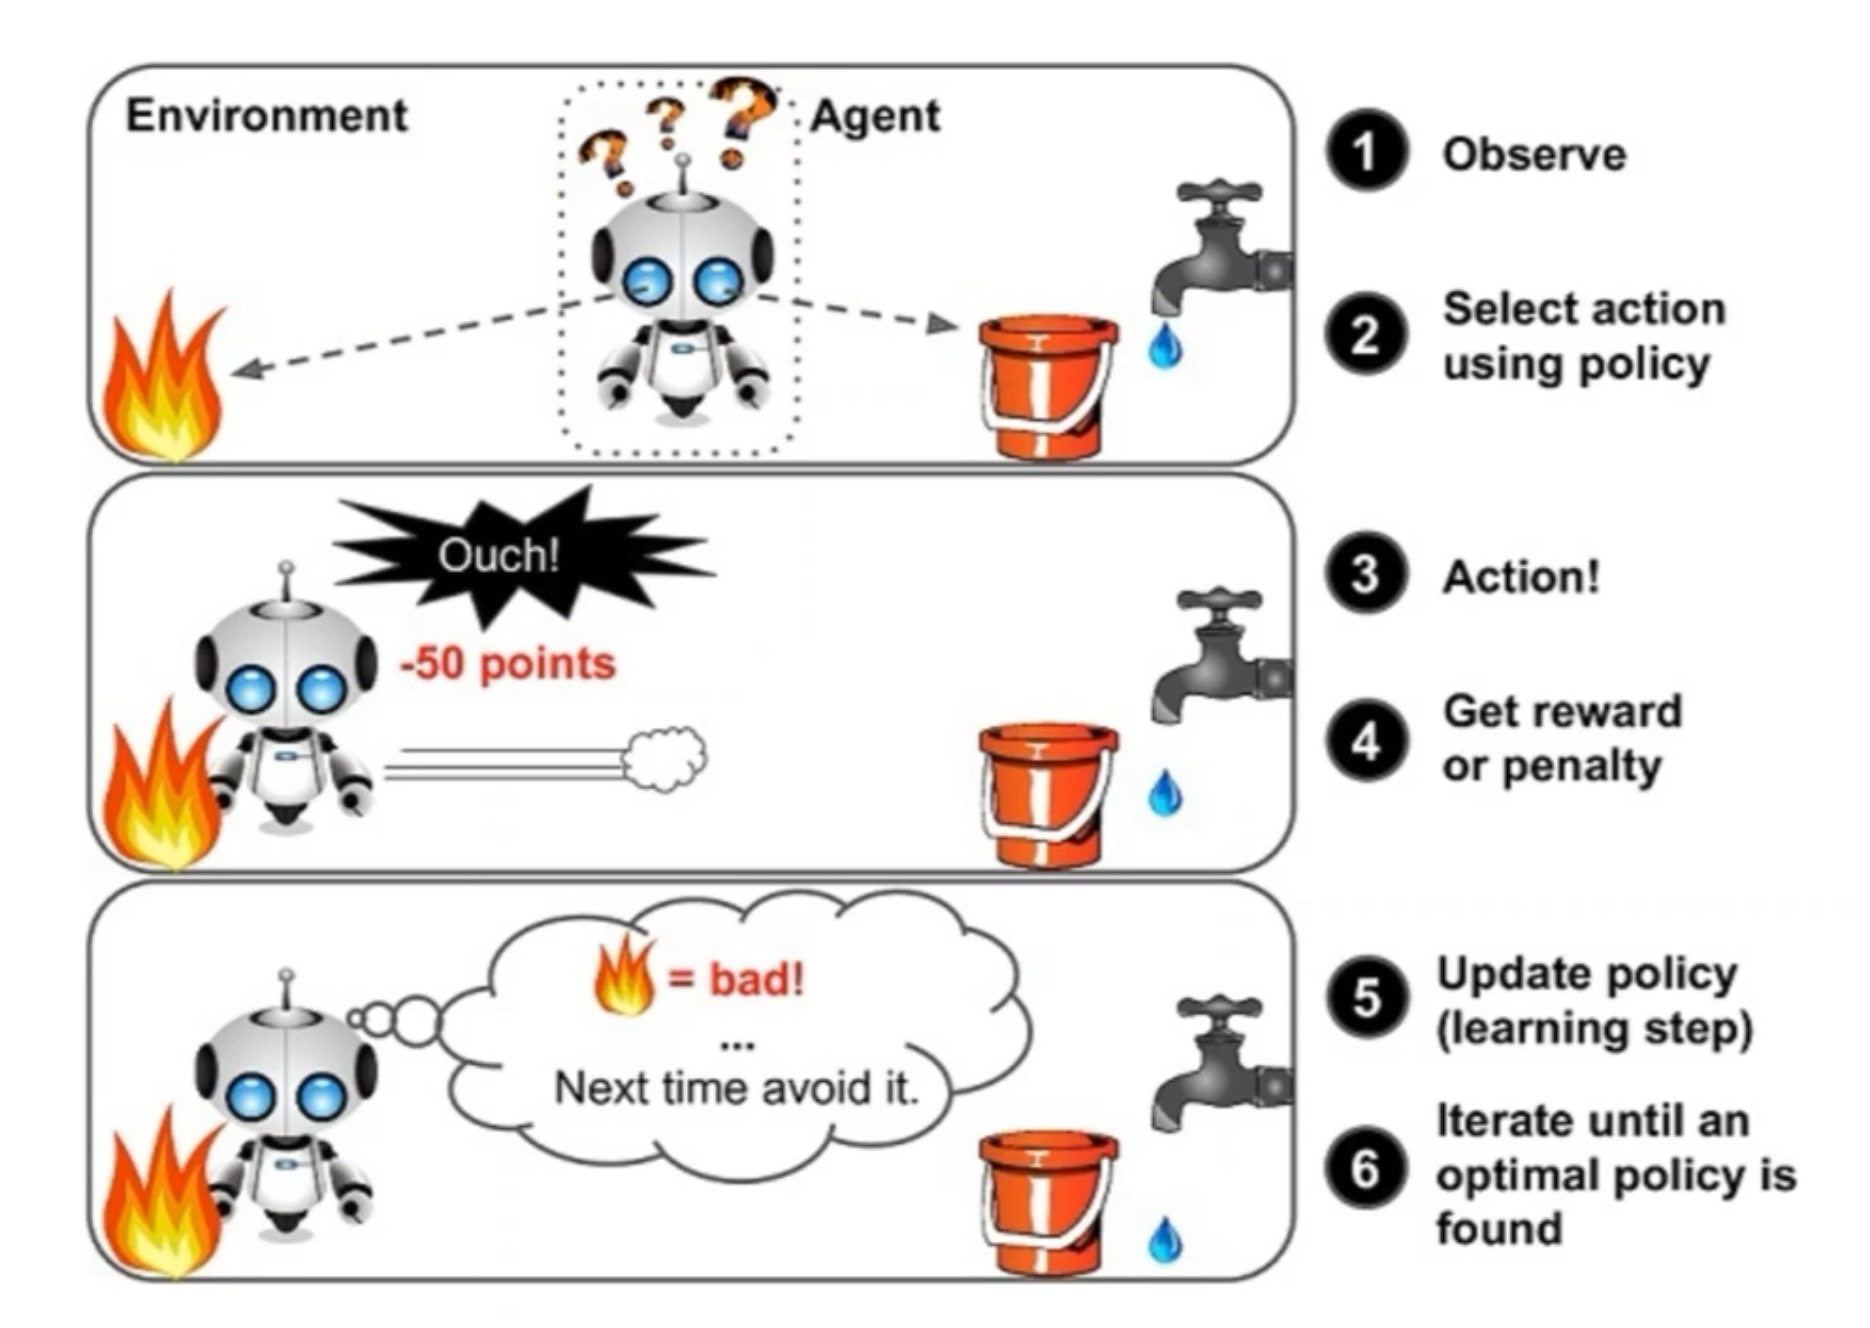 Environment
Agent
? ? ?
1 Observe
2 Select action
using policy
Ouch!
-50 points
3 Action!
4 Get reward
or penalty
= bad!
...
Next time avoid it.
5 Update policy
(learning step)
6 Iterate until an
optimal policy is
found